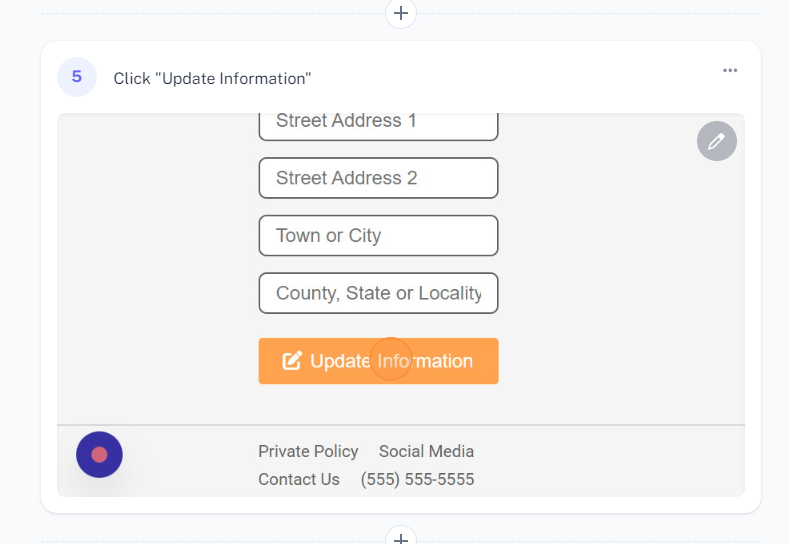 5
Click "Update Information"
Street Address 1
Street Address 2
Town or City
County, State or Locality
Update Information
Private Policy Social Media
Contact Us (555) 555-5555